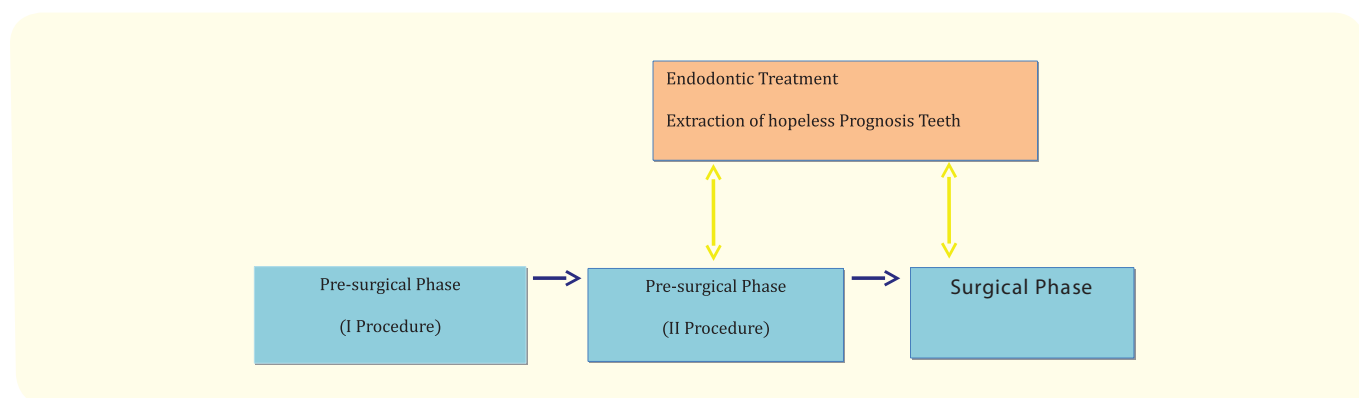 Endodontic Treatment
Extraction of hopeless Prognosis Teeth
Pre-surgical Phase
(I Procedure)
Pre-surgical Phase
(II Procedure)
Surgical Phase